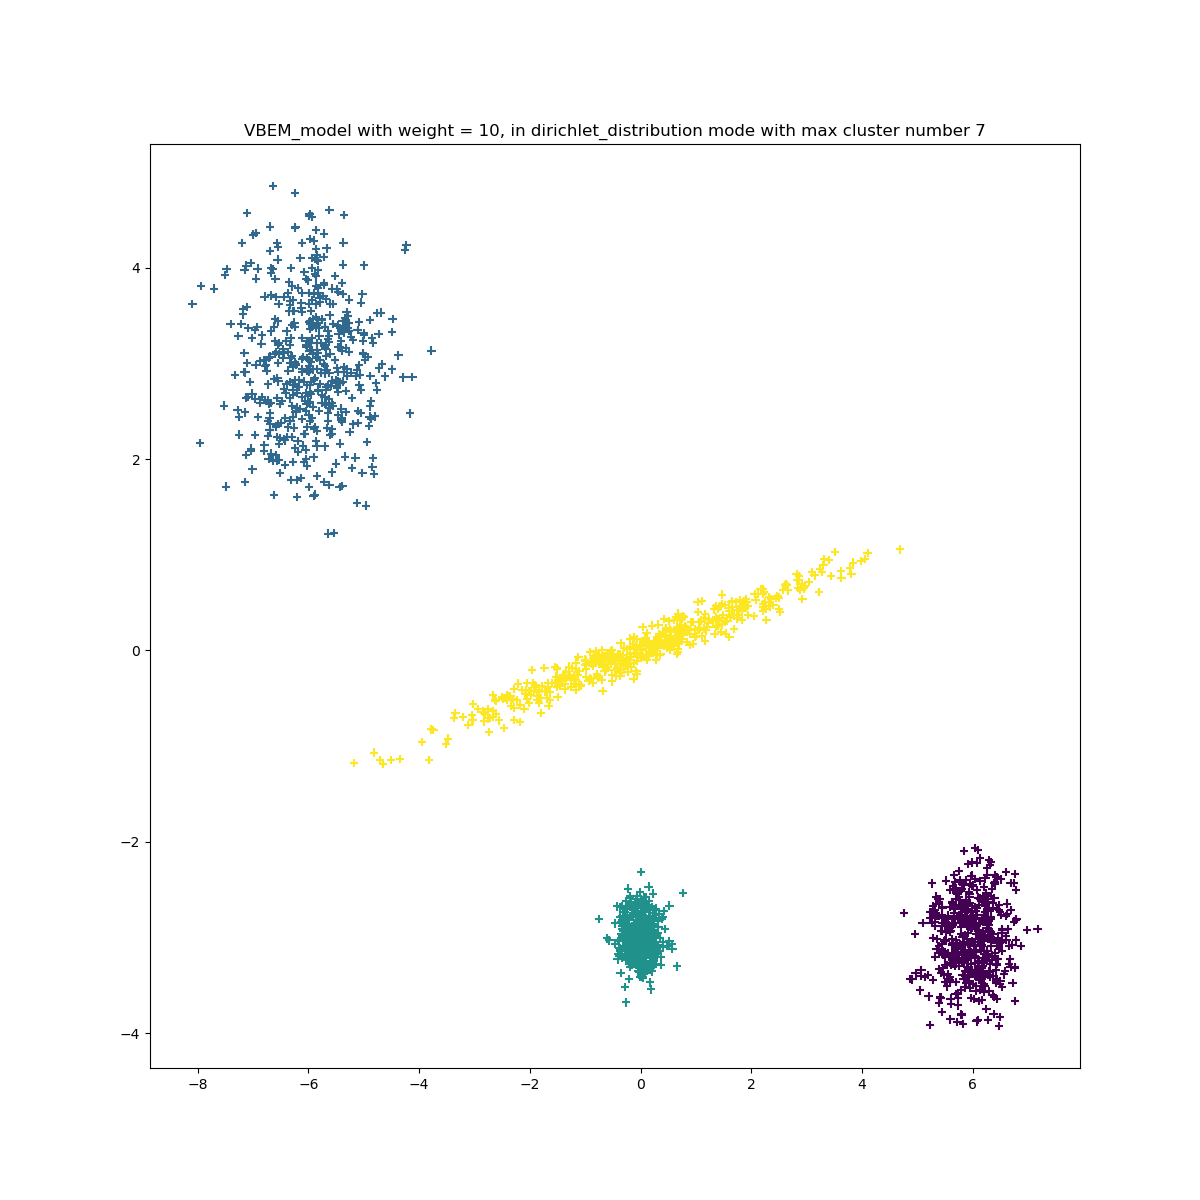 VBEM_model with weight = 10, in dirichlet_distribution mode with max cluster number 7
4
2
0
−2
−4
−8 −6 −4 −2 0 2 4 6